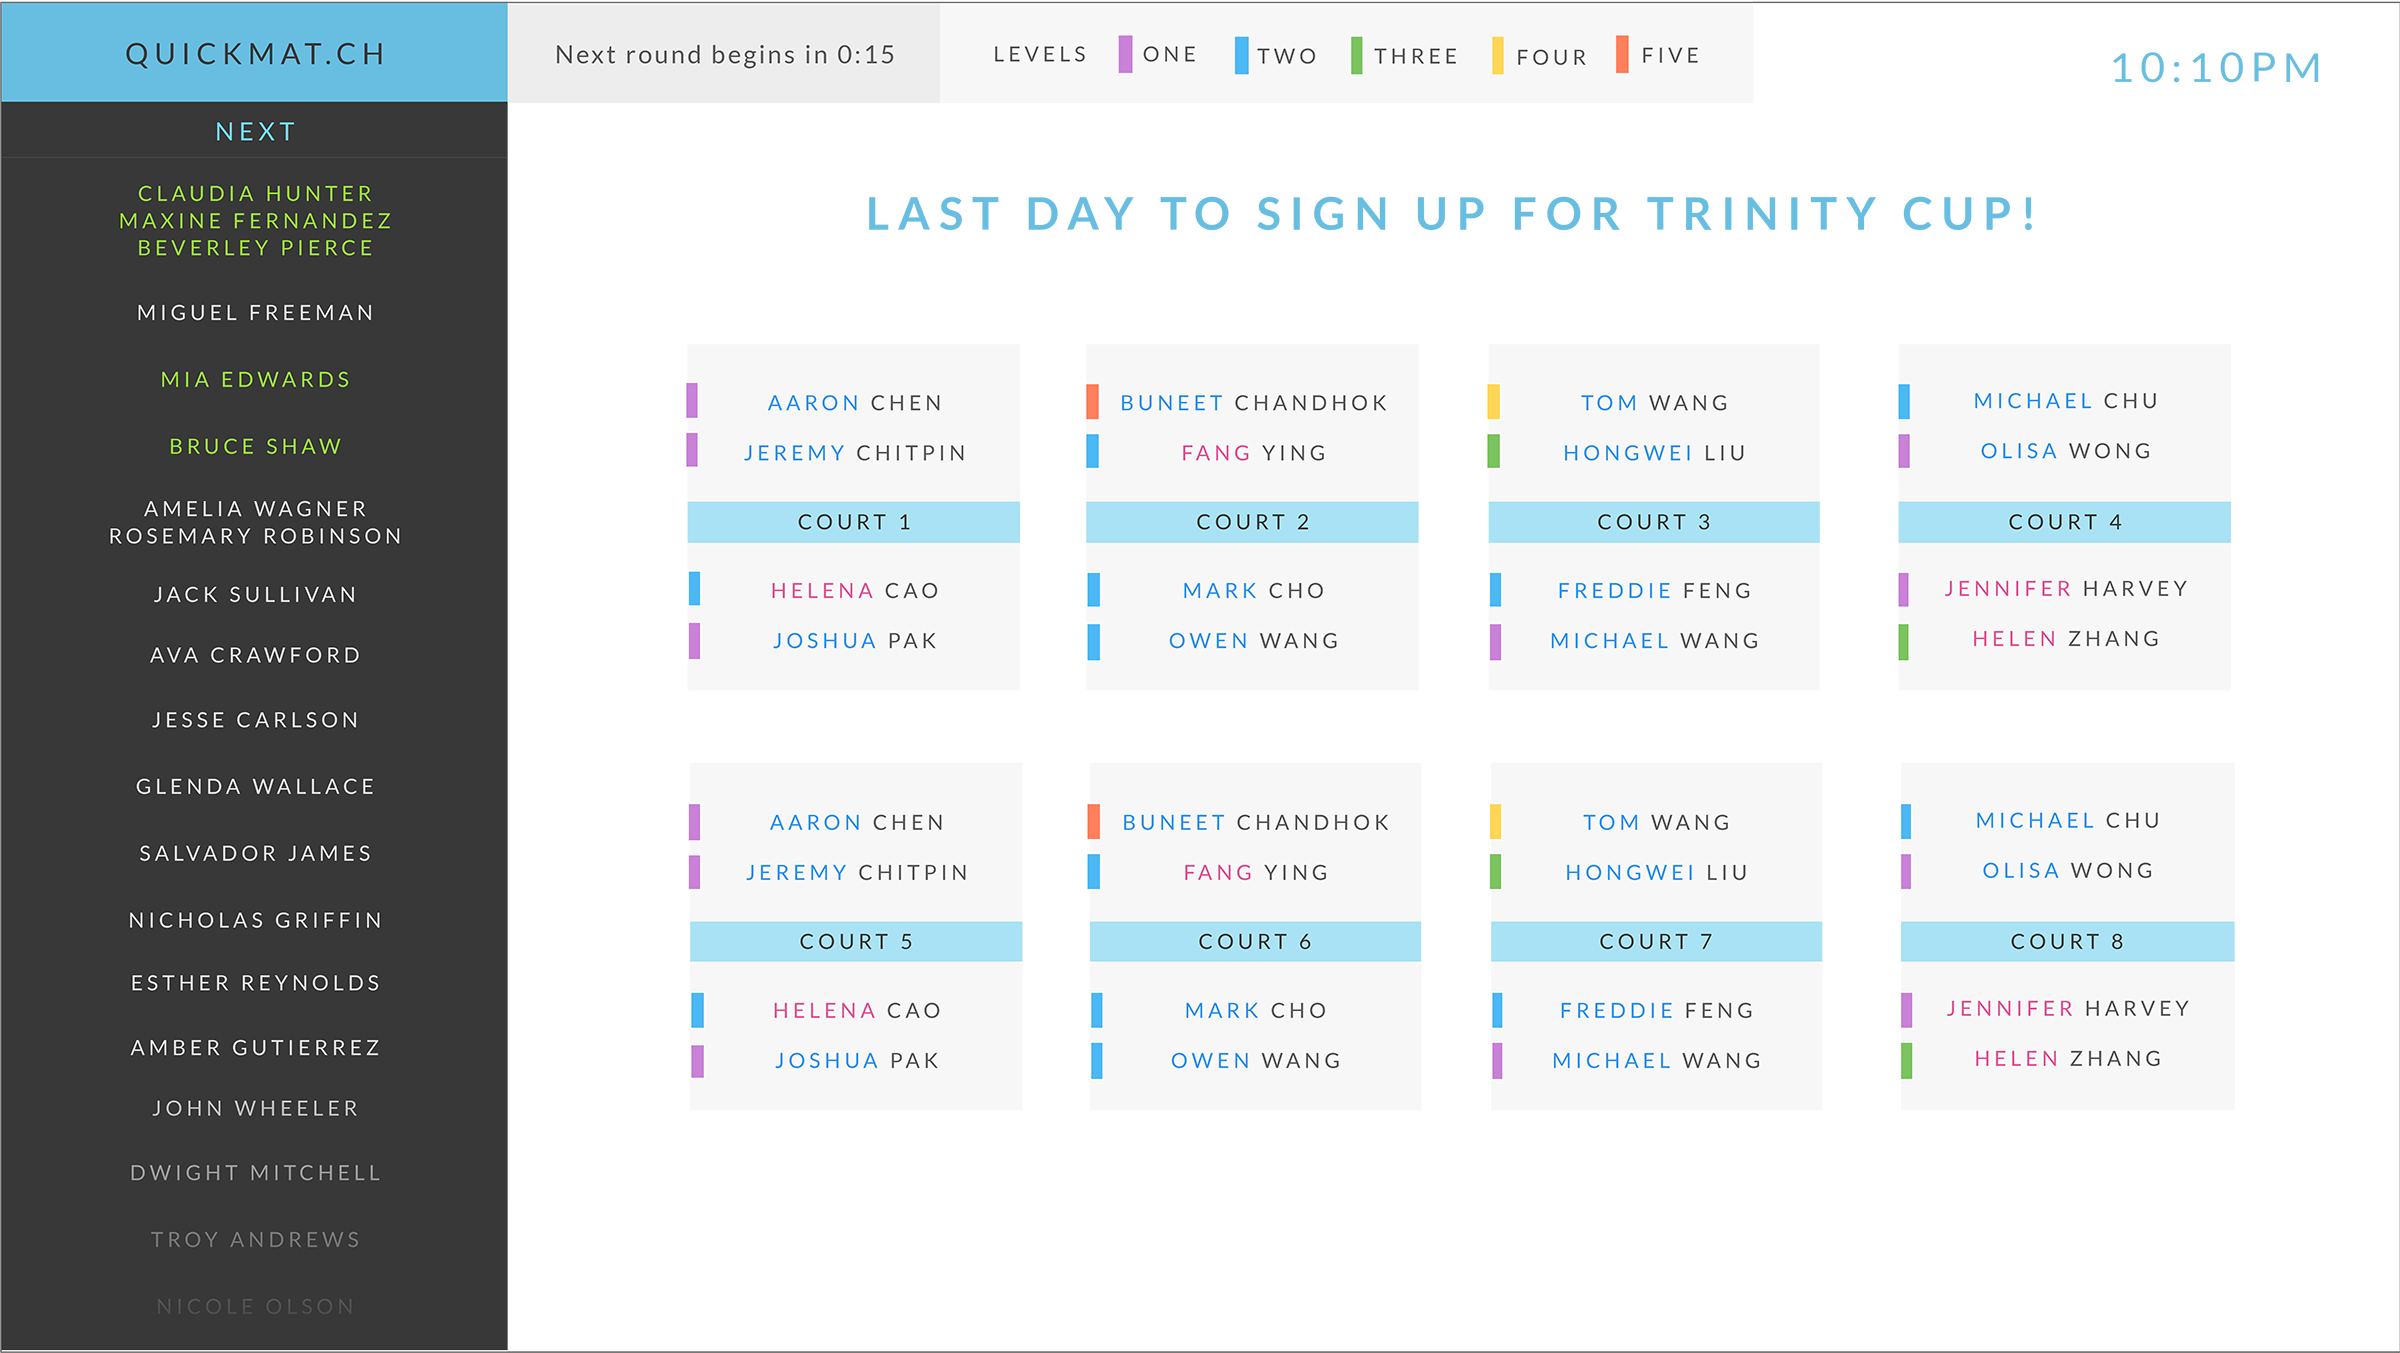 QUICKMAT.CH
Next round begins in 0:15
LEVELS ONE TWO THREE FOUR FIVE
10:10PM
NEXT
CLAUDIA HUNTER
MAXINE FERNANDEZ
BEVERLEY PIERCE
MIGUEL FREEMAN
MIA EDWARDS
BRUCE SHAW
AMELIA WAGNER
ROSEMARY ROBINSON
JACK SULLIVAN
AVA CRAWFORD
JESSE CARLSON
GLENDA WALLACE
SALVADOR JAMES
NICHOLAS GRIFFIN
ESTHER REYNOLDS
AMBER GUTIERREZ
JOHN WHEELER
DWIGHT MITCHELL
TROY ANDREWS
NICOLE OLSON
LAST DAY TO SIGN UP FOR TRINITY CUP!
AARON CHEN
JEREMY CHITPIN
COURT 1
HELENA CAO
JOSHUA PAK
BUNEET CHANDHOK
FANG YING
COURT 2
MARK CHO
OWEN WANG
TOM WANG
HONGWEI LIU
COURT 3
FREDDIE FENG
MICHAEL WANG
MICHAEL CHU
OLISA WONG
COURT 4
JENNIFER HARVEY
HELEN ZHANG
AARON CHEN
JEREMY CHITPIN
COURT 5
HELENA CAO
JOSHUA PAK
BUNEET CHANDHOK
FANG YING
COURT 6
MARK CHO
OWEN WANG
TOM WANG
HONGWEI LIU
COURT 7
FREDDIE FENG
MICHAEL WANG
MICHAEL CHU
OLISA WONG
COURT 8
JENNIFER HARVEY
HELEN ZHANG